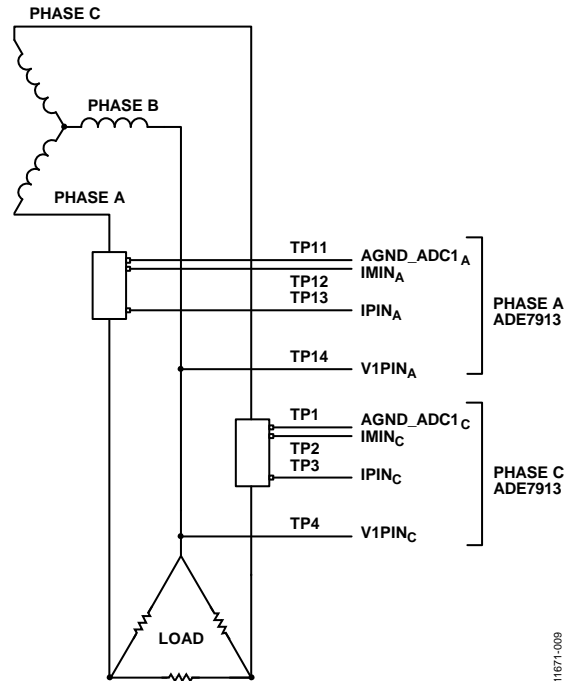 PHASE C
PHASE B
PHASE A
TP11 AGND_ADC1A
IMINA
TP12
TP13 IPINA
PHASE A
ADE7913
TP14 V1PINA
TP1 AGND_ADC1C
IMINC
TP2
TP3 IPINC
PHASE C
ADE7913
TP4 V1PINC
LOAD
11671-009